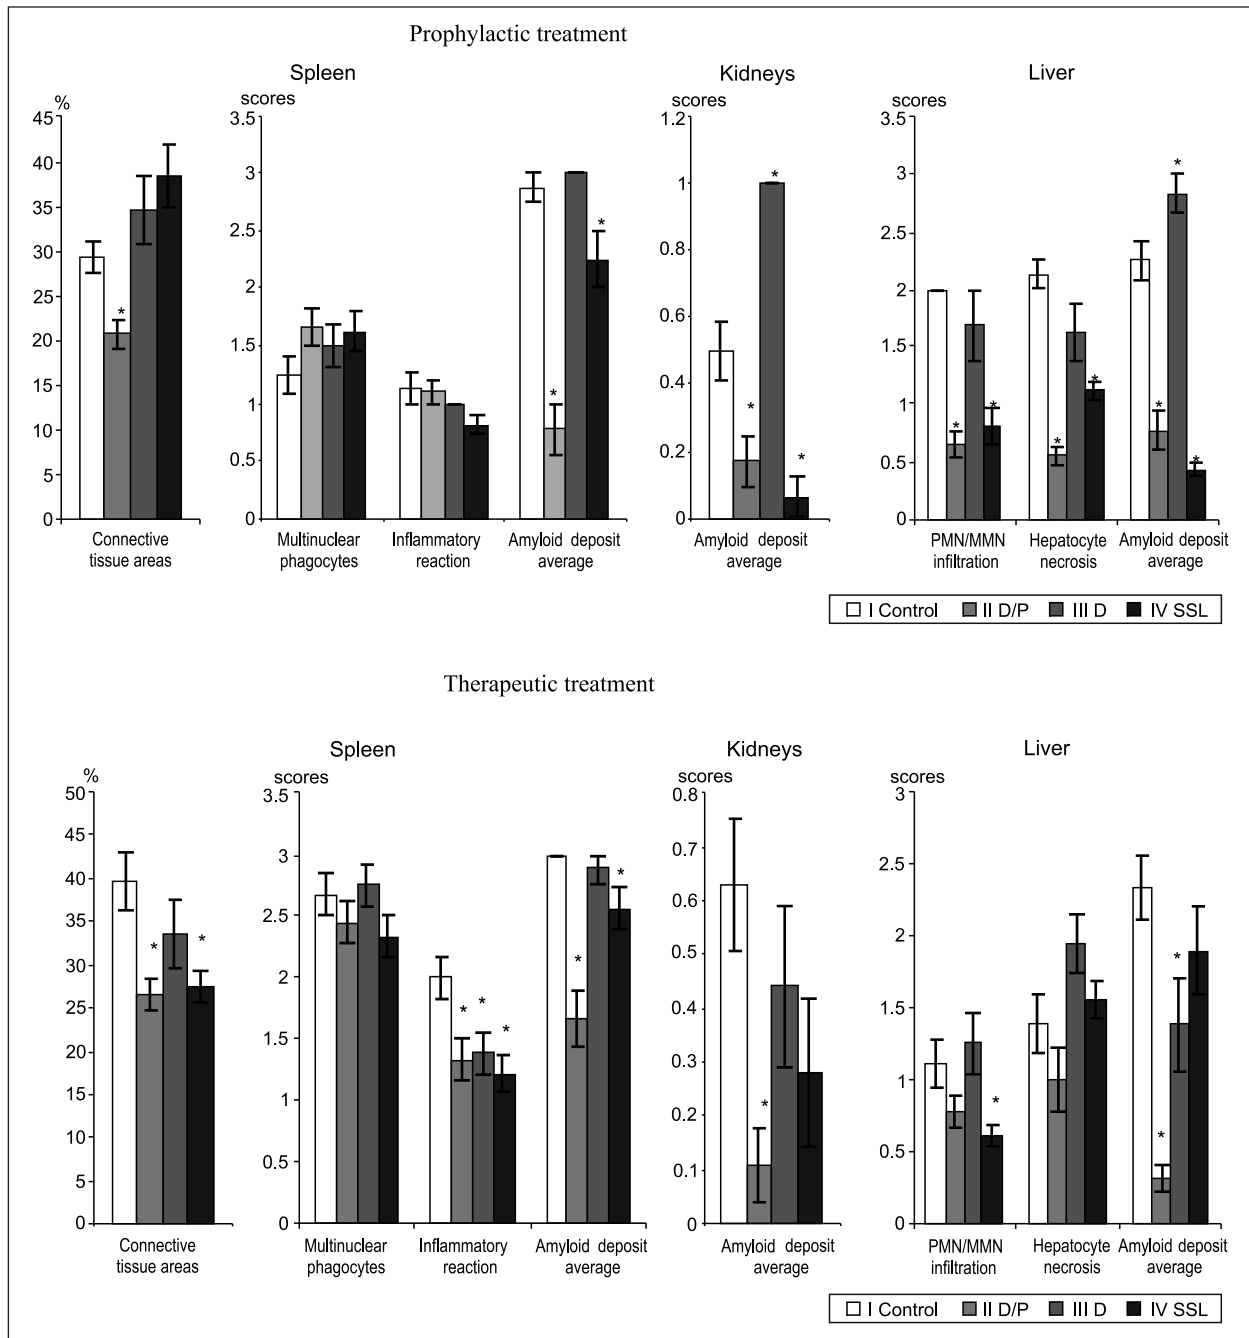 Prophylactic treatment
Spleen
Kidneys
Liver
%
scores
scores
scores
45
40
35
30
25
20
15
10
5
0
3.5
3
2.5
2
1.5
1
0.5
0
1.2
1
0.8
0.6
0.4
0.2
0
3.5
3
2.5
2
1.5
1
0.5
0
*
*
*
*
*
*
*
*
*
*
*
*
*
Connective
tissue areas
Multinuclear
phagocytes
Inflammatory
reaction
Amyloid deposit
average
Amyloid deposit
average
PMN/MMN
infiltration
Hepatocyte
necrosis
Amyloid deposit
average
I Control II D/P III D IV SSL
Therapeutic treatment
Spleen
Kidneys
Liver
%
scores
scores
scores
50
45
40
35
30
25
20
15
10
5
0
3.5
3
2.5
2
1.5
1
0.5
0
0.8
0.7
0.6
0.5
0.4
0.3
0.2
0.1
0
3
2.5
2
1.5
1
0.5
0
*
*
*
*
*
*
*
*
*
*
*
Connective
tissue areas
Multinuclear
phagocytes
Inflammatory
reaction
Amyloid deposit
average
Amyloid deposit
average
PMN/MMN
infiltration
Hepatocyte
necrosis
Amyloid deposit
average
I Control II D/P III D IV SSL